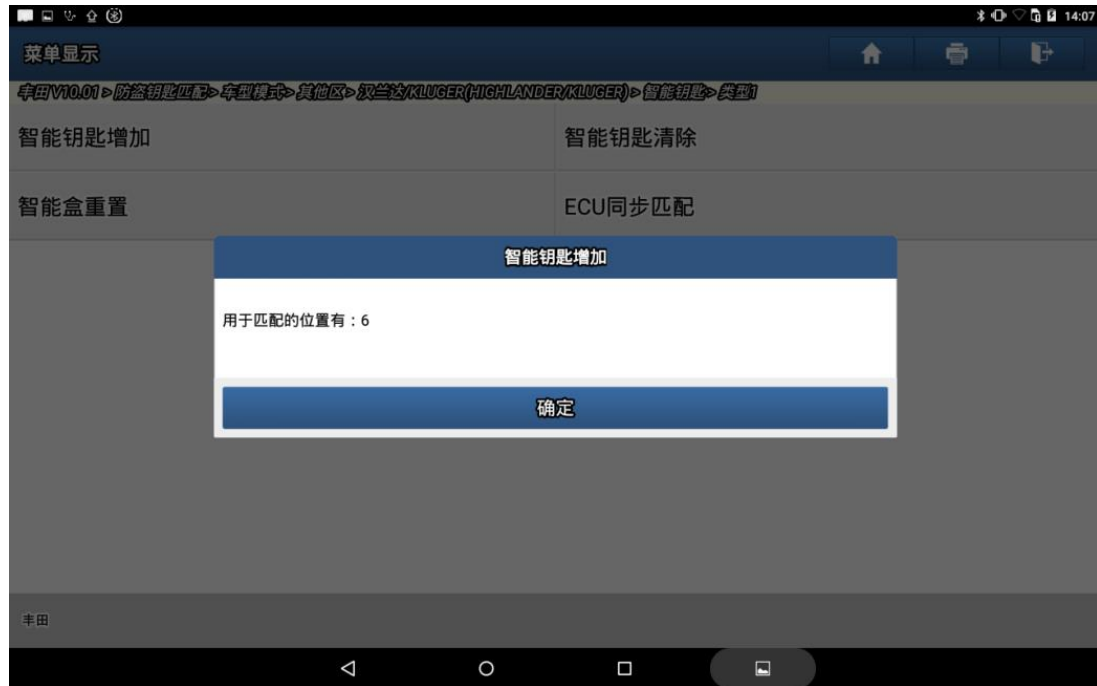 14:07
菜单显示
丰田V10.01 > 防盗钥匙匹配> 车型模式> 其他区> 汉兰达/KLUGER(HIGHLANDER/KLUGER)> 智能钥匙> 类型1
智能钥匙增加
智能钥匙清除
智能盒重置
ECU同步匹配
智能钥匙增加
用于匹配的位置有：6
确定
丰田